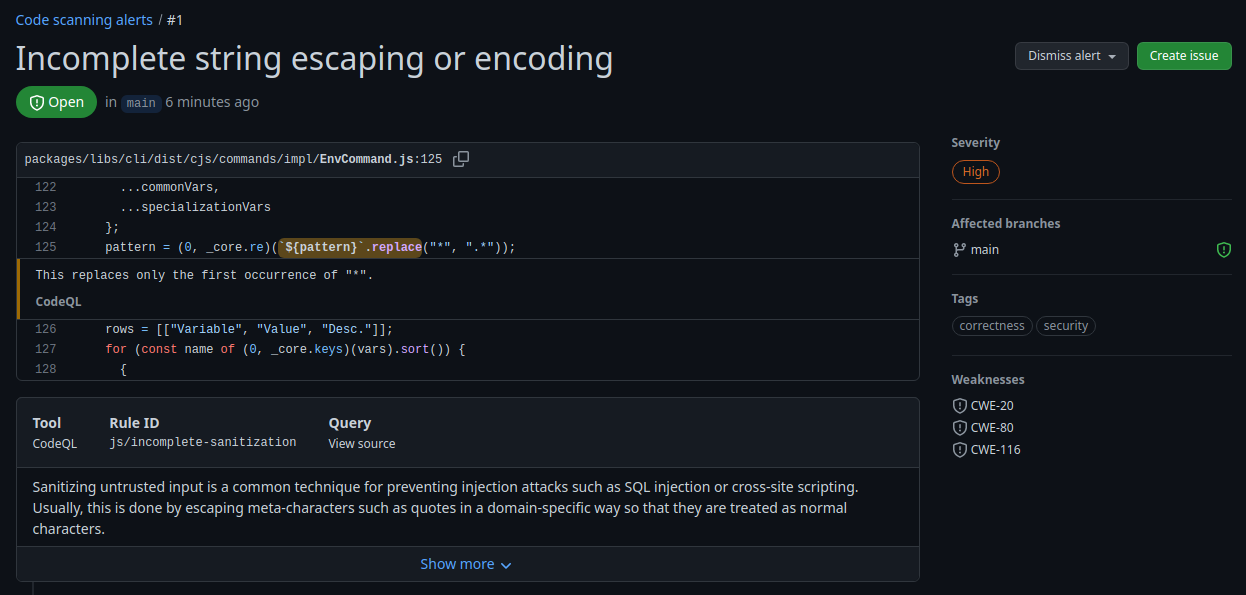 Code scanning alerts / #1
Incomplete string escaping or encoding
Dismiss alert
Create issue
Open in main 6 minutes ago
packages/libs/cli/dist/cjs/commands/impl/EnvCommand.js:125
122 ...commonVars,
123 ...specializationVars
124 };
125 pattern = (0, _core.re)(`${pattern}`.replace("*", ".*"));
This replaces only the first occurrence of "*".
CodeQL
126 rows = [["Variable", "Value", "Desc."]];
127 for (const name of (0, _core.keys)(vars).sort()) {
128 {
Tool
CodeQL
Rule ID
js/incomplete-sanitization
Query
View source
Sanitizing untrusted input is a common technique for preventing injection attacks such as SQL injection or cross-site scripting.
Usually, this is done by escaping meta-characters such as quotes in a domain-specific way so that they are treated as normal
characters.
Show more
Severity
High
Affected branches
main
Tags
correctness security
Weaknesses
CWE-20
CWE-80
CWE-116